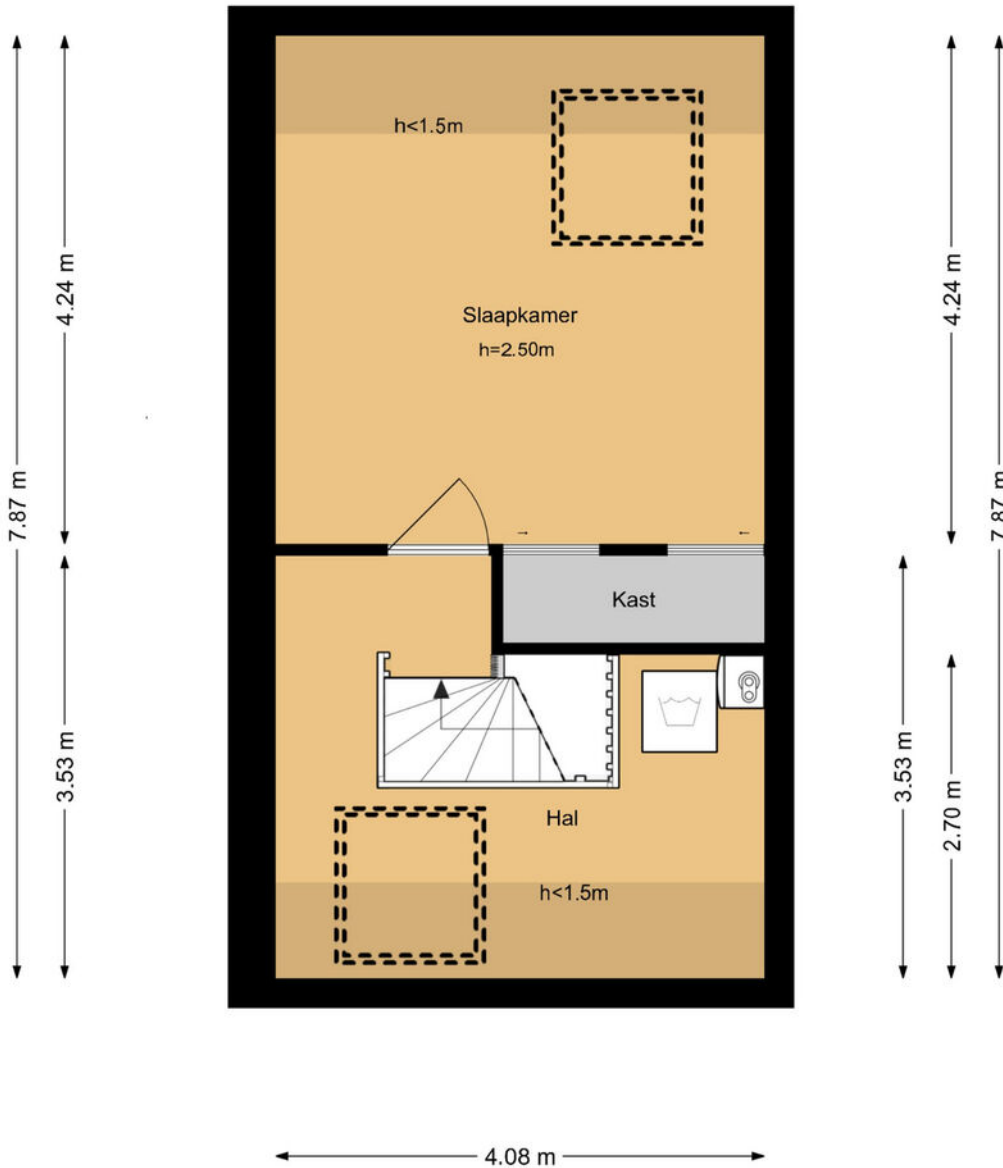 h<1.5m
4.24 m
4.24 m
Slaapkamer
h=2.50m
7.87 m
7.87 m
Kast
3.53 m
3.53 m
2.70 m
Hal
h<1.5m
4.08 m